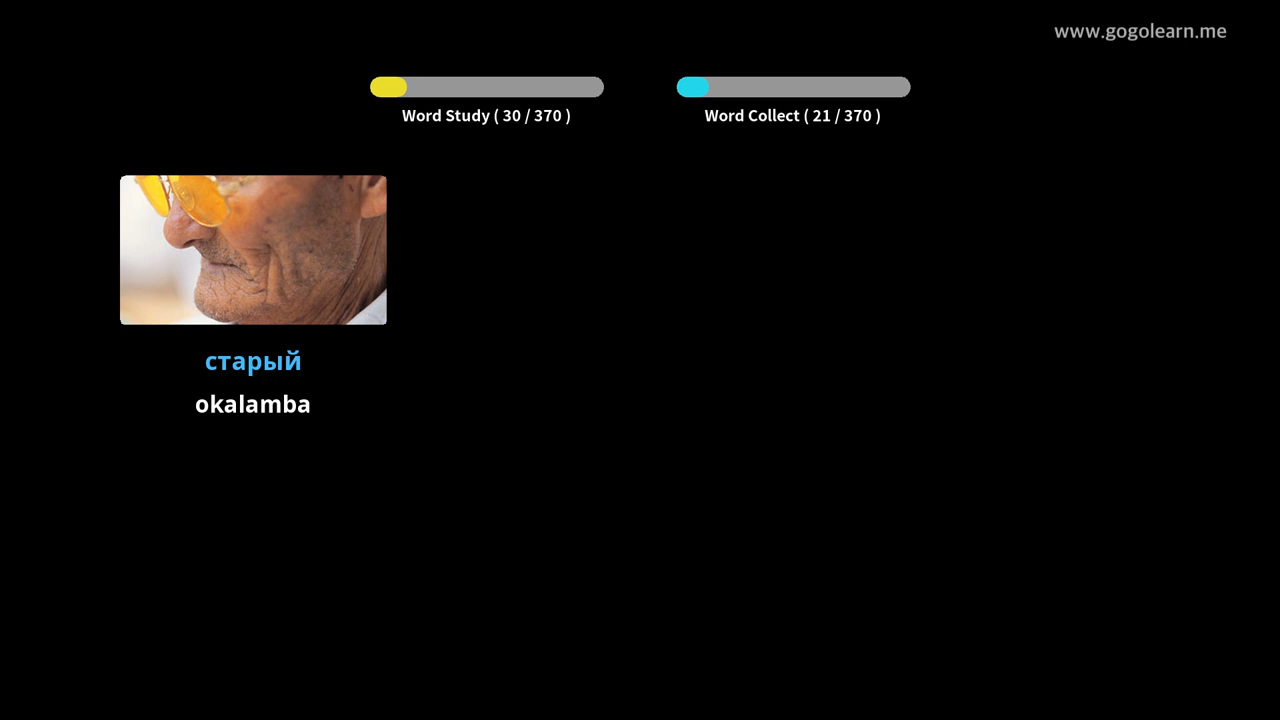 www.gogolearn.me
Word Study ( 30 / 370 )
Word Collect ( 21 / 370 )
старый
okalamba